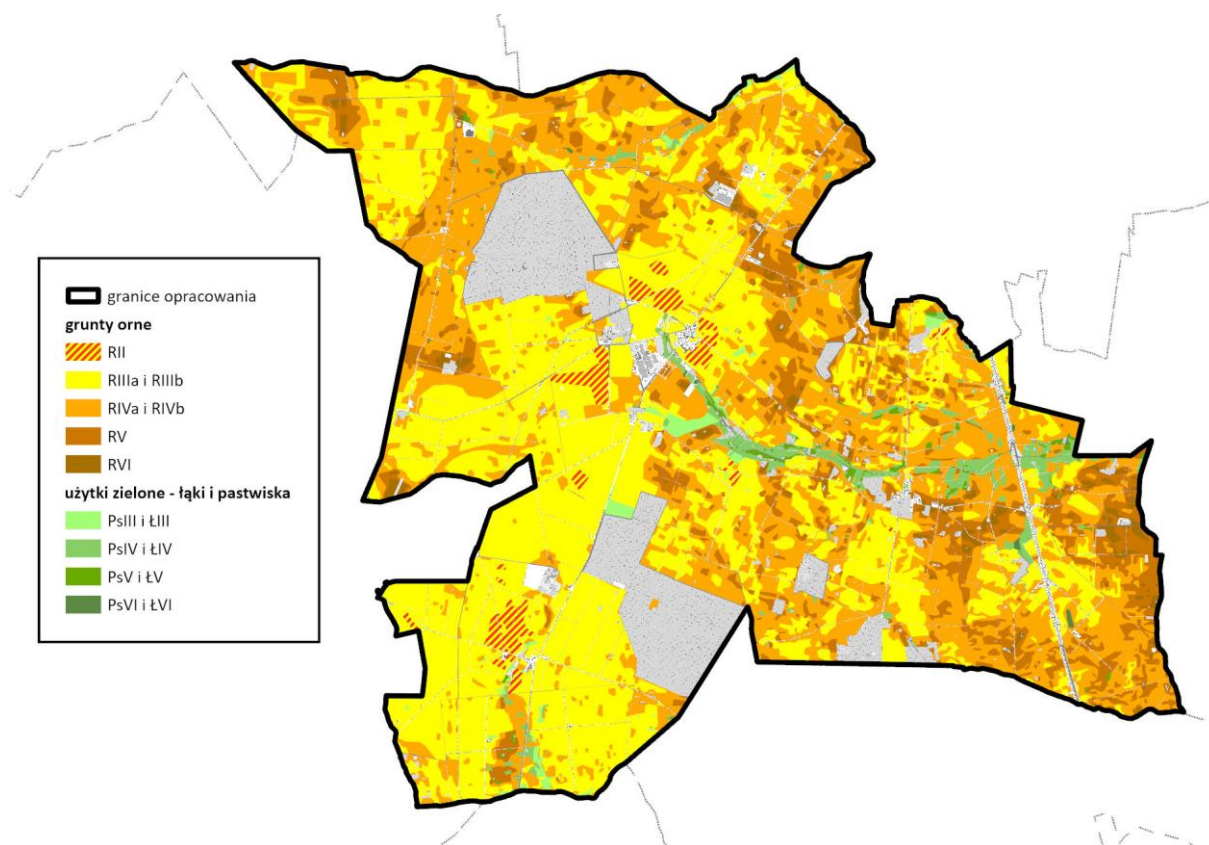 granice opracowania
grunty orne
RII
RIIIa i RIIIb
RIVa i RIVb
RV
RVI
użytki zielone - łąki i pastwiska
PsIII i ŁIII
PsIV i ŁIV
PsV i ŁV
PsVI i ŁVI